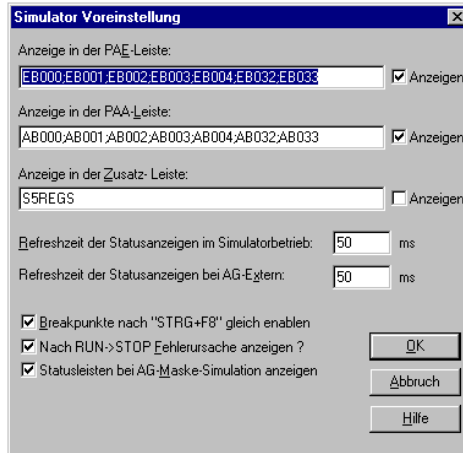 Simulator Voreinstellung
Anzeige in der PAE-Leiste:
EB000;EB001;EB002;EB003;EB004;EB032;EB033
Anzeigen
Anzeige in der PAA-Leiste:
AB000;AB001;AB002;AB003;AB004;AB032;AB033
Anzeigen
Anzeige in der Zusatz- Leiste:
S5REGS
Anzeigen
Refreshzeit der Statusanzeigen im Simulatorbetrieb: 50 ms
Refreshzeit der Statusanzeigen bei AG-Extern: 50 ms
Breakpunkte nach "STRG+F8" gleich enablen
Nach RUN->STOP Fehlerursache anzeigen ?
Statusleisten bei AG-Maske-Simulation anzeigen
OK
Abbruch
Hilfe